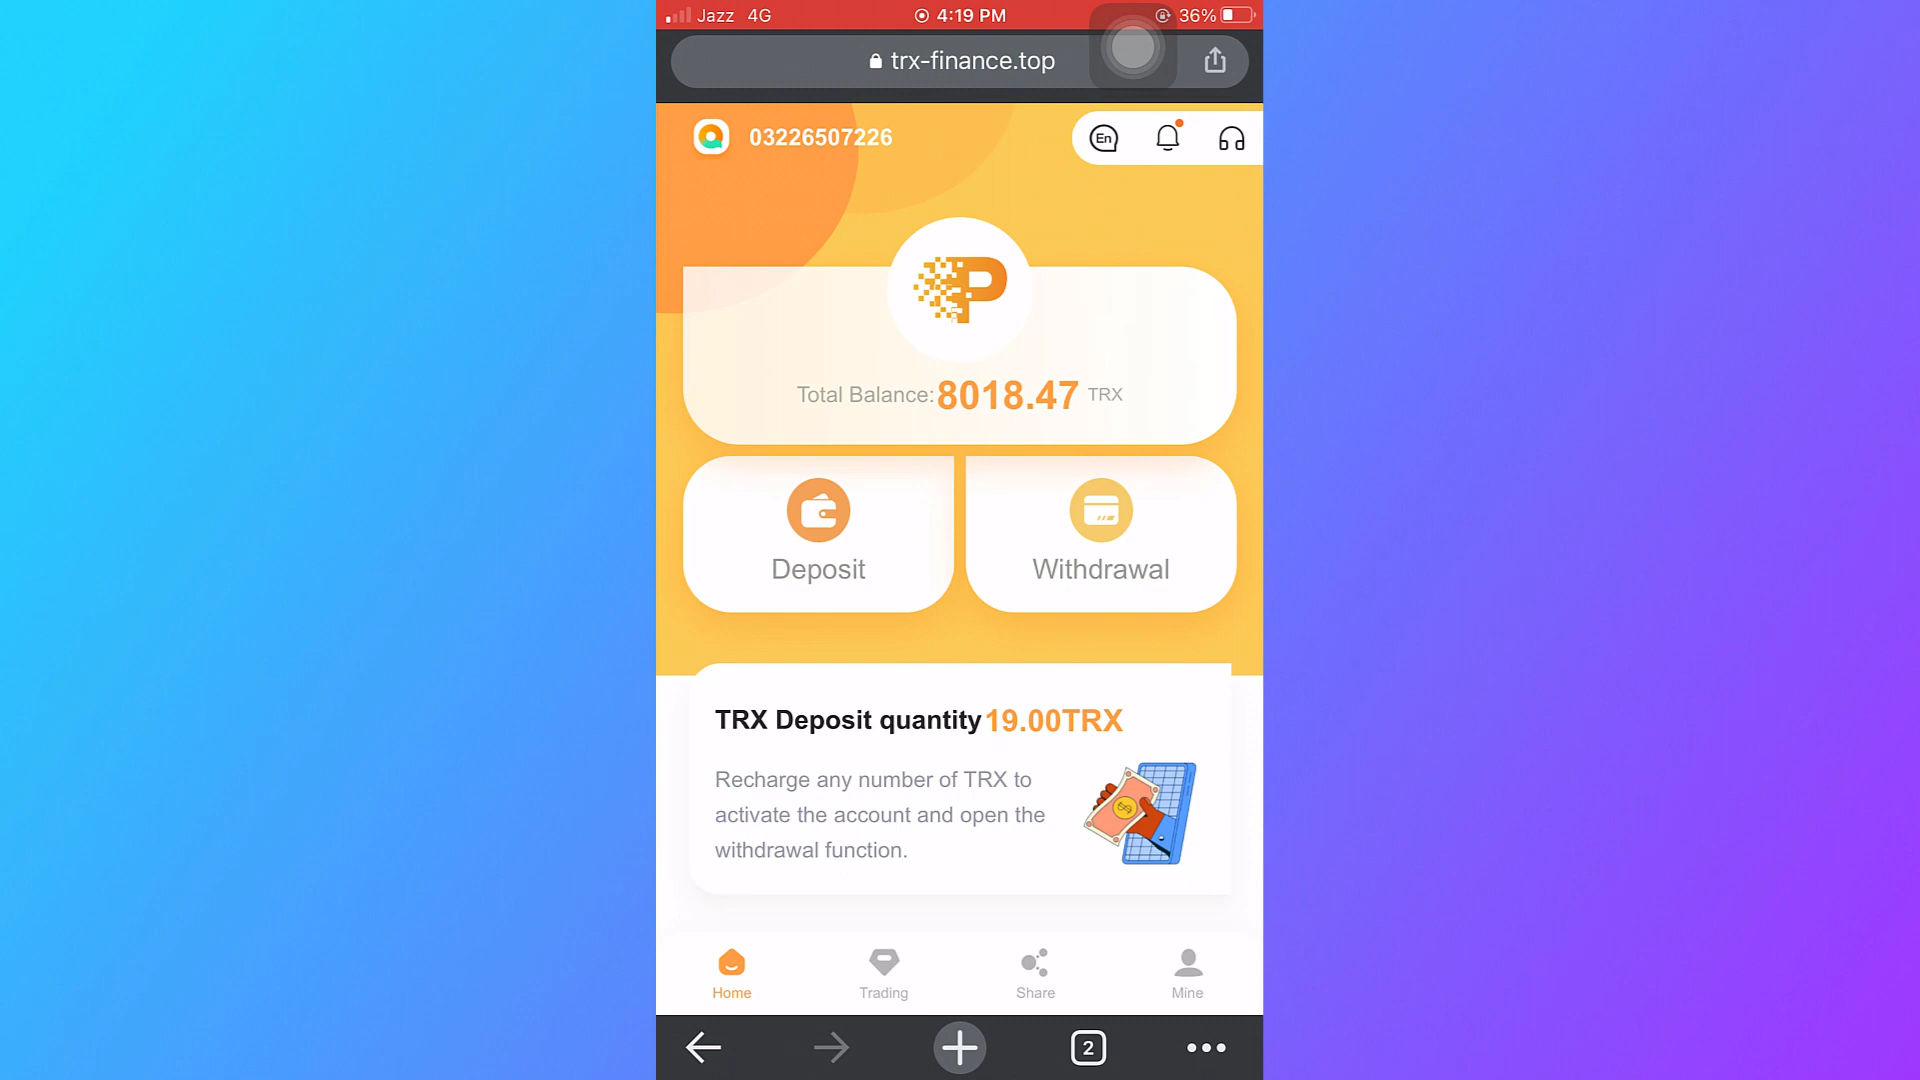 Jazz 4G 4:19 PM 36%
trx-finance.top
03226507226 En
P
Total Balance: 8018.47 TRX
Deposit Withdrawal
TRX Deposit quantity 19.00TRX
Recharge any number of TRX to
activate the account and open the
withdrawal function.
Home Trading Share Mine
2